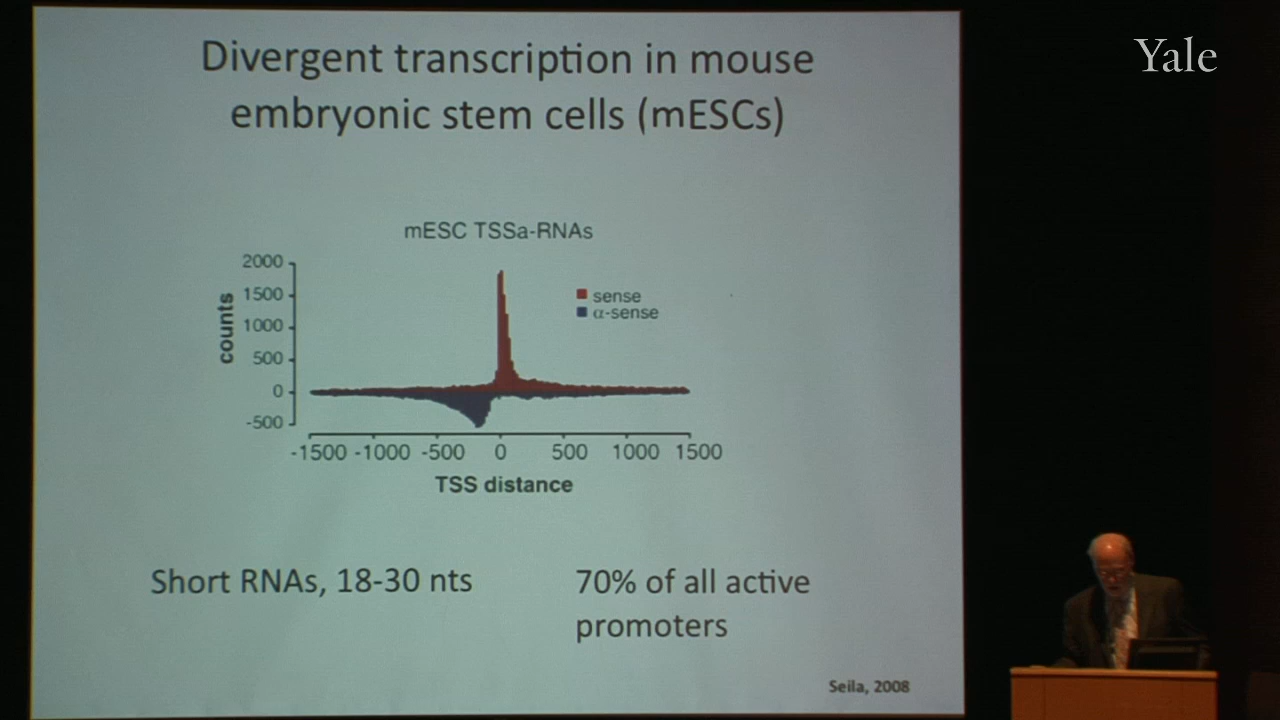 Yale
Divergent transcription in mouse
embryonic stem cells (mESCs)
mESC TSSa-RNAs
2000
1500
1000
500
0
-500
counts
sense
α-sense
-1500 -1000 -500 0 500 1000 1500
TSS distance
Short RNAs, 18-30 nts
70% of all active
promoters
Seila, 2008